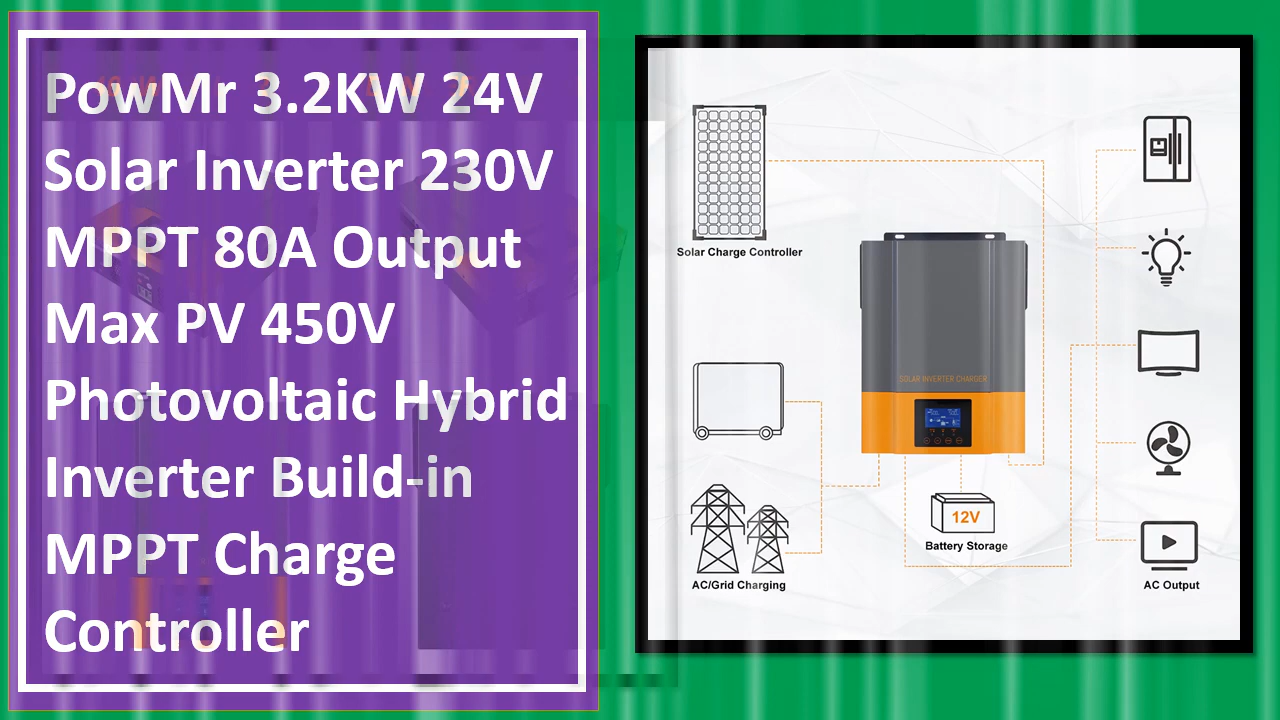 PowMr 3.2KW 24V
Solar Inverter 230V
MPPT 80A Output
Max PV 450V
Photovoltaic Hybrid
Inverter Build-in
MPPT Charge
Controller
Solar Charge Controller
SOLAR INVERTER CHARGER
12V
Battery Storage
AC/Grid Charging
AC Output